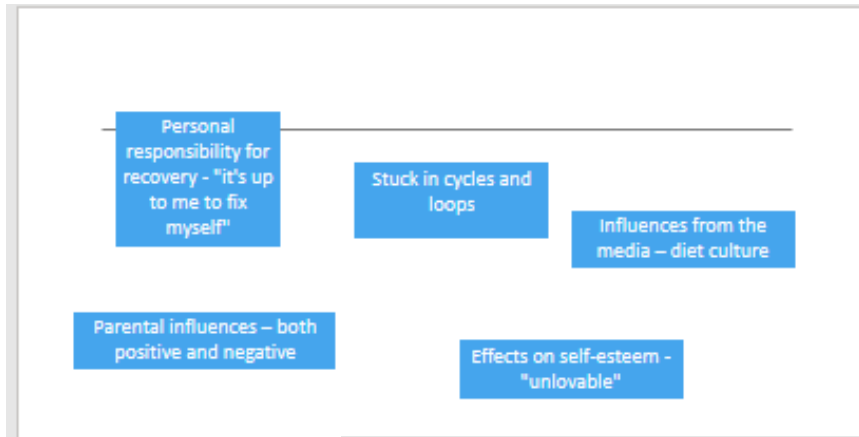 Personal
responsibility for
recovery - "it's up
to me to fix
myself"
Stuck in cycles and
loops
Influences from the
media – diet culture
Parental influences – both
positive and negative
Effects on self-esteem -
"unlovable"